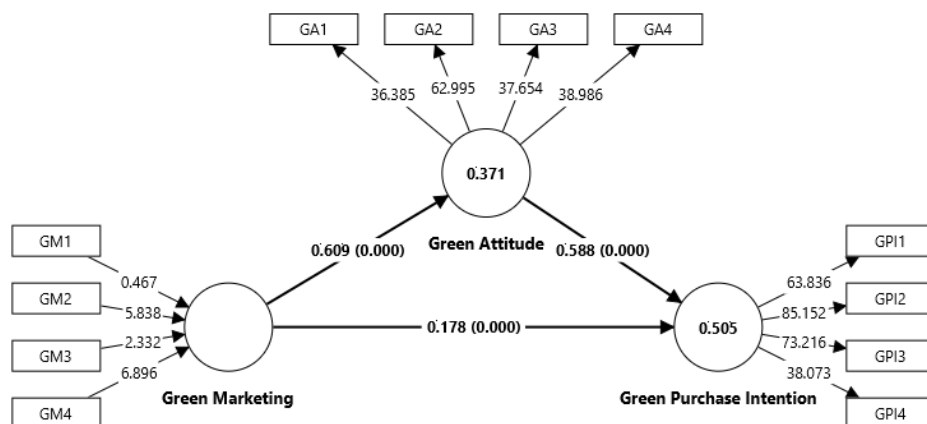 GA1 GA2 GA3 GA4
36.385 62.995 37.654 38.986
0.371
Green Attitude
0.609 (0.000) 0.588 (0.000)
GM1
0.467
GM2
5.838
GM3
2.332
GM4
6.896
Green Marketing
0.178 (0.000)
0.505
Green Purchase Intention
GPI1
63.836
GPI2
85.152
GPI3
73.216
GPI4
38.073